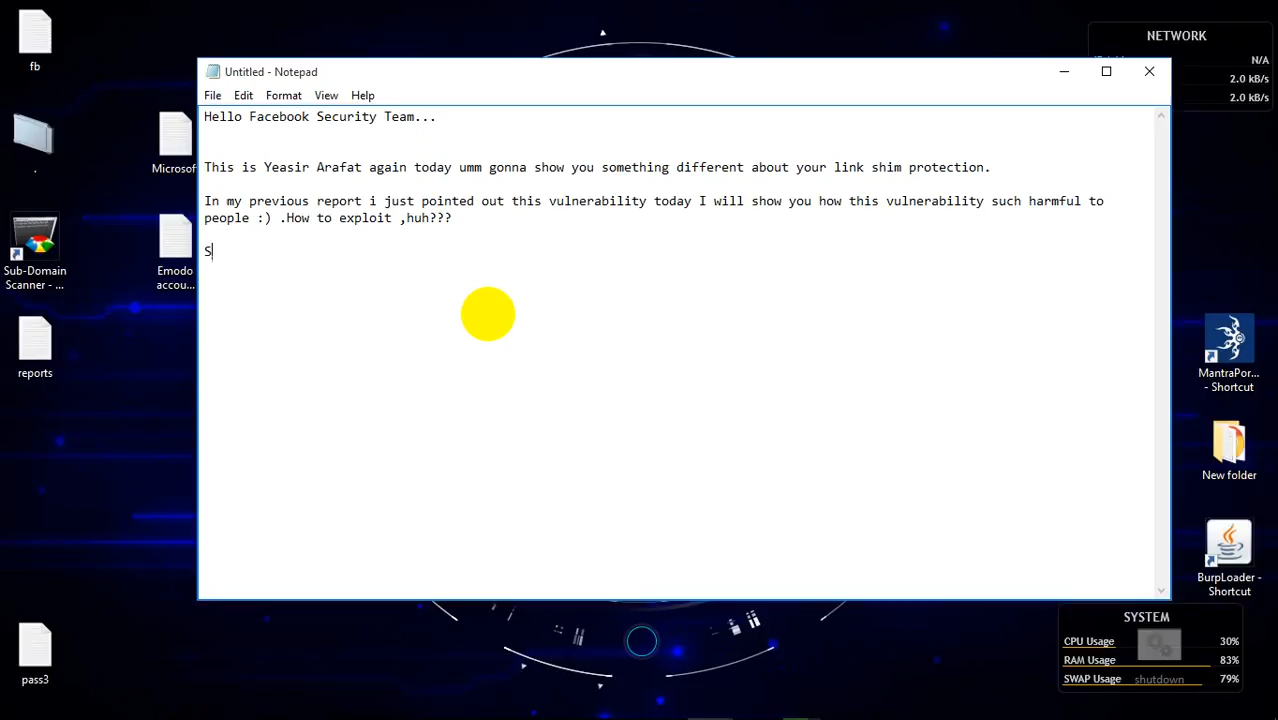 fb
NETWORK
N/A
2.0 kB/s
2.0 kB/s
Untitled - Notepad
File Edit Format View Help
Hello Facebook Security Team...
This is Yeasir Arafat again today umm gonna show you something different about your link shim protection.
In my previous report i just pointed out this vulnerability today I will show you how this vulnerability such harmful to
people :) .How to exploit ,huh???
S
.
Microsof
Sub-Domain
Scanner - ...
Emodo
accou...
reports
MantraPor...
- Shortcut
New folder
BurpLoader -
Shortcut
pass3
SYSTEM
CPU Usage 30%
RAM Usage 83%
SWAP Usage shutdown 79%